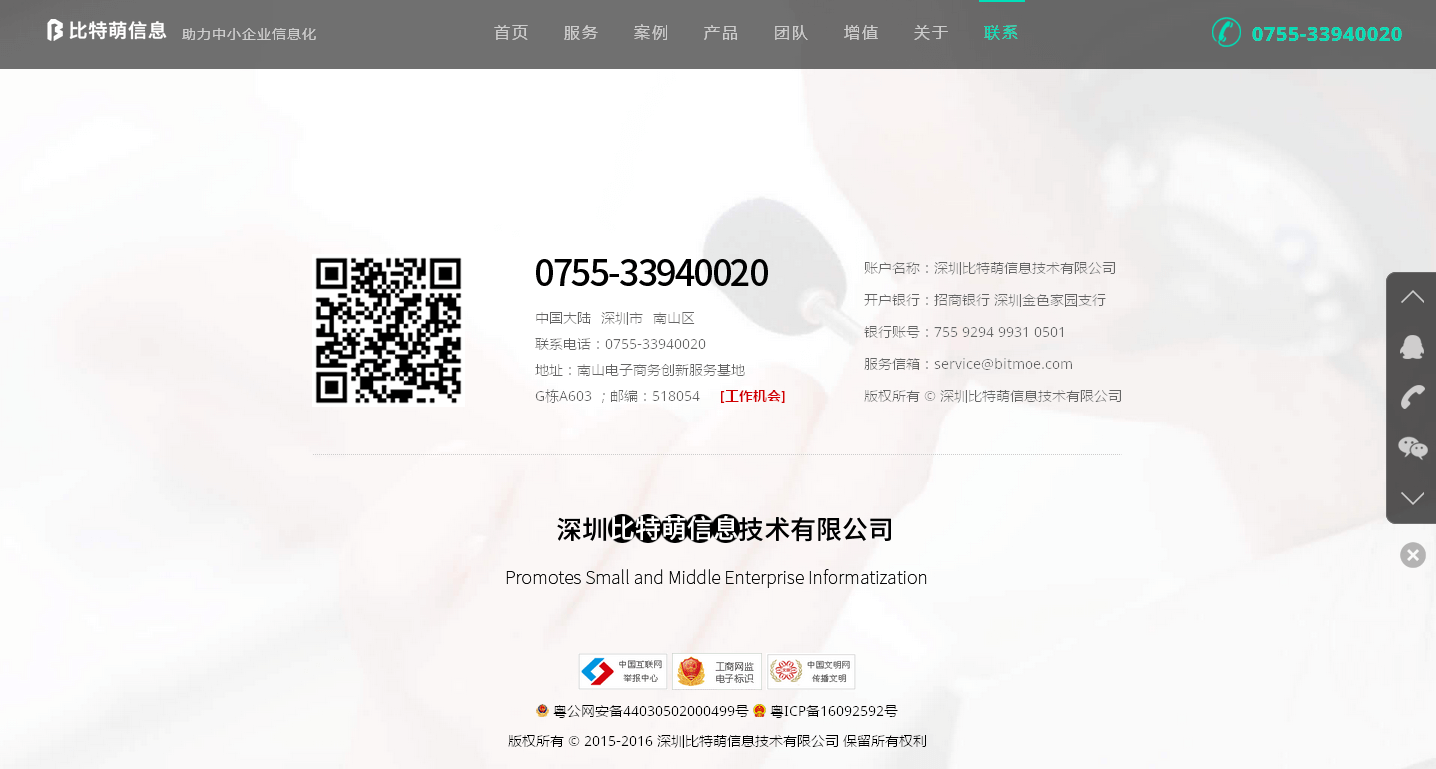 比特萌信息 助力中小企业信息化 首页 服务 案例 产品 团队 增值 关于 联系 0755-33940020
0755-33940020
中国大陆 深圳市 南山区
联系电话：0755-33940020
地址：南山电子商务创新服务基地
G栋A603 ; 邮编：518054 [工作机会]
账户名称：深圳比特萌信息技术有限公司
开户银行：招商银行 深圳金色家园支行
银行账号：755 9294 9931 0501
服务信箱：service@bitmoe.com
版权所有 © 深圳比特萌信息技术有限公司
深圳比特萌信息技术有限公司
Promotes Small and Middle Enterprise Informatization
中国互联网
举报中心
工商网监
电子标识
中国文明网
传播文明
粤公网安备44030502000499号 粤ICP备16092592号
版权所有 © 2015-2016 深圳比特萌信息技术有限公司 保留所有权利